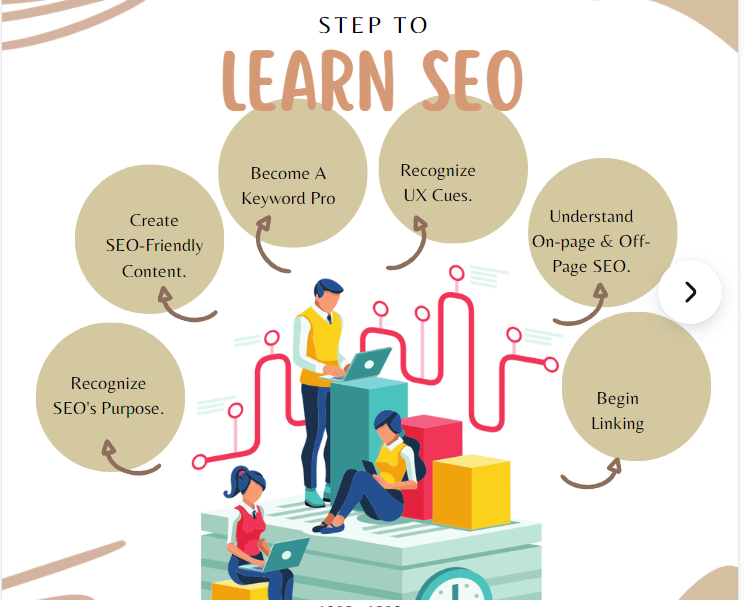 STEP TO
LEARN SEO
Recognize
SEO's Purpose.
Create
SEO-Friendly
Content.
Become A
Keyword Pro
Recognize
UX Cues.
Understand
On-page & Off-
Page SEO.
Begin
Linking